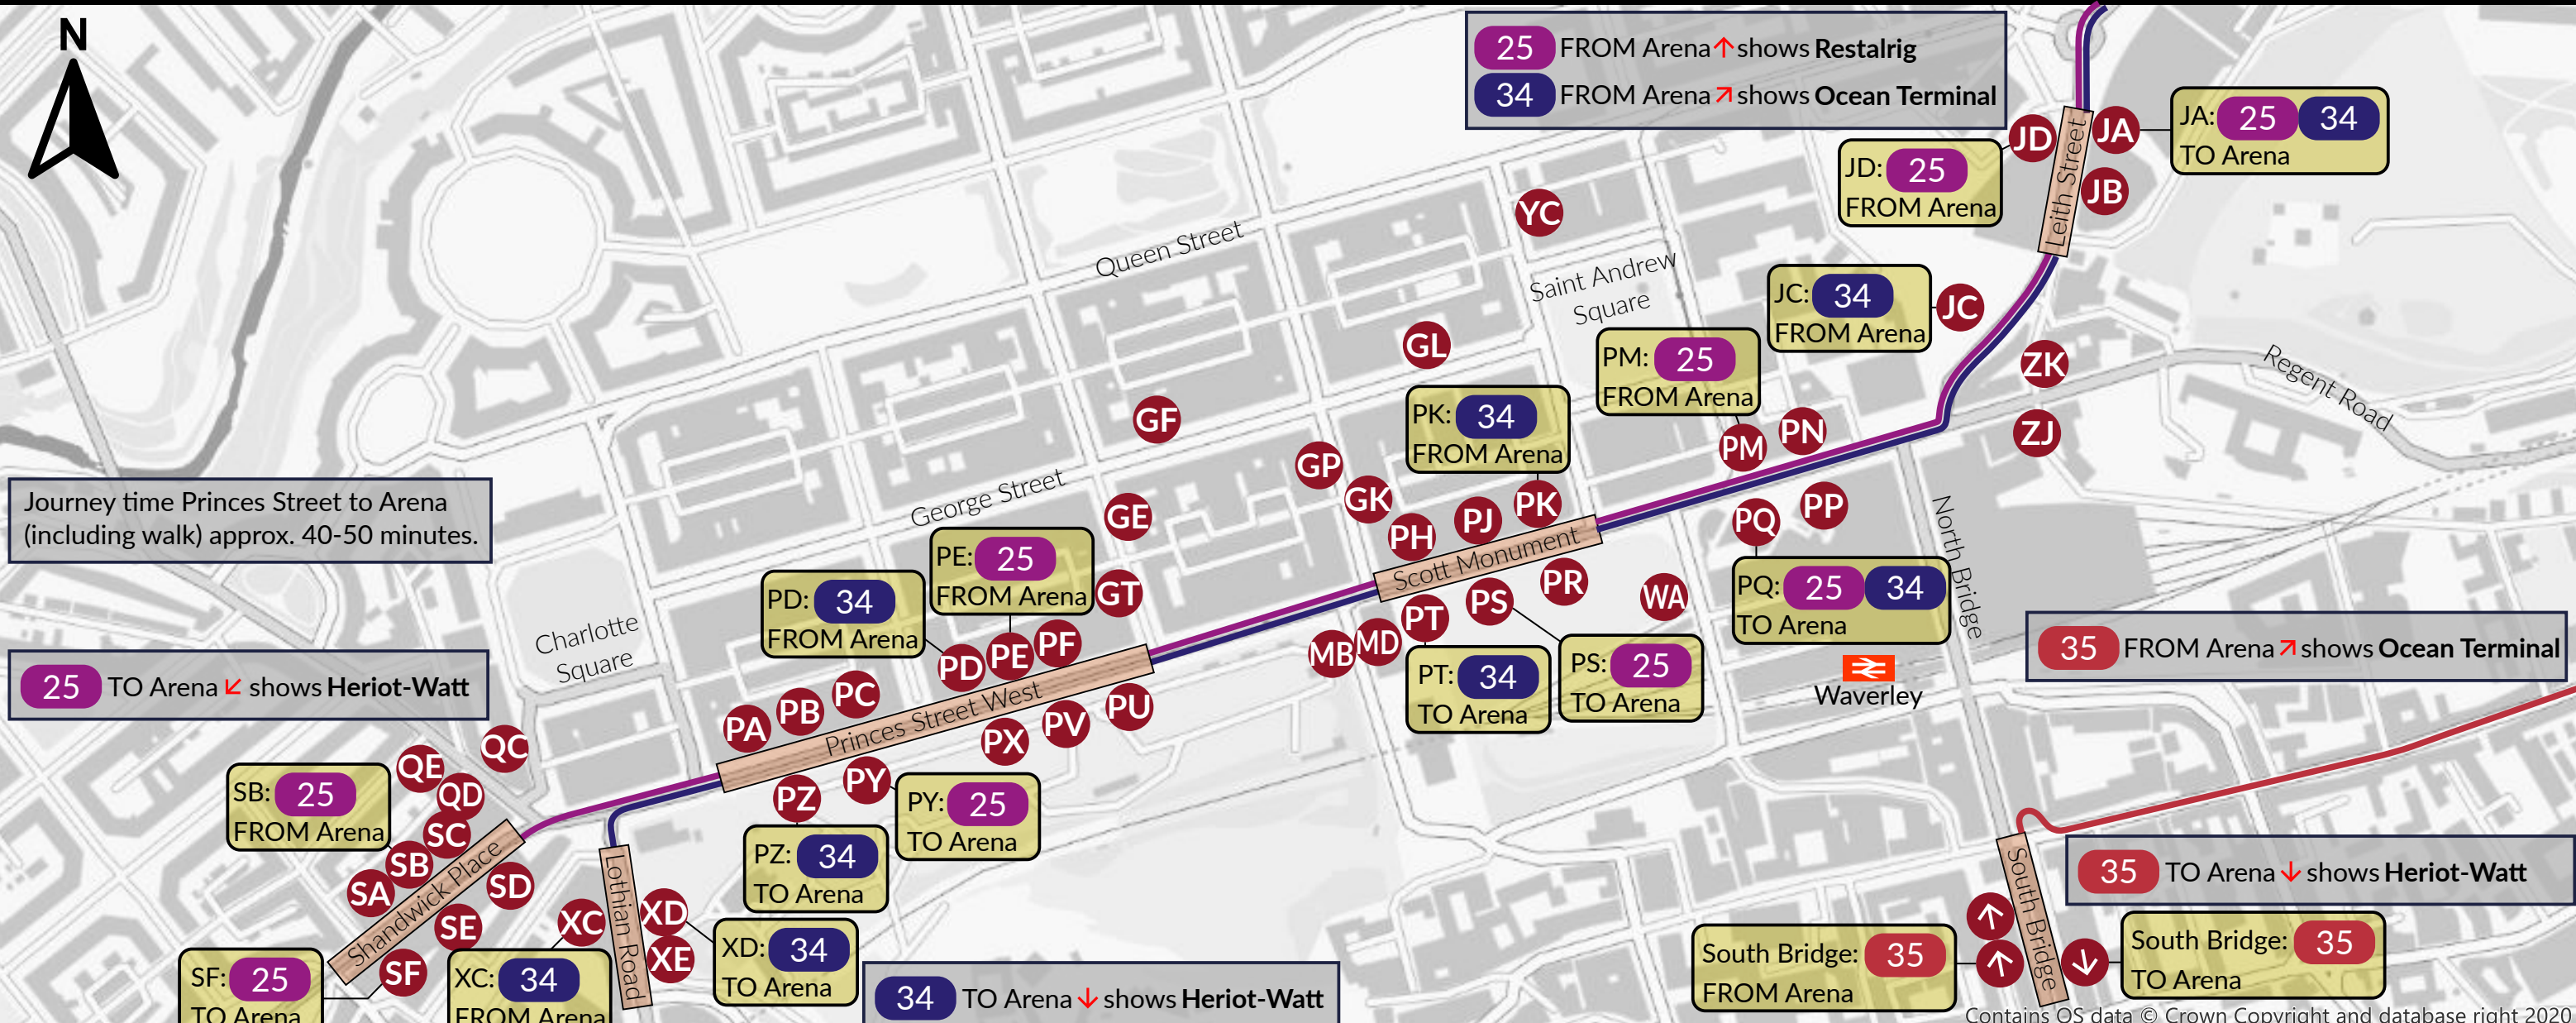 N
25 FROM Arena ↑ shows Restalrig
34 FROM Arena ↗ shows Ocean Terminal
JD
JA
JA: 25 34
TO Arena
JD: 25
FROM Arena
JB
Leith Street
YC
Queen Street
Saint Andrew
Square
JC: 34
FROM Arena
JC
GL
PM: 25
FROM Arena
ZK
Regent Road
GF
PK: 34
FROM Arena
PM
PN
ZJ
GP
GK
George Street
Journey time Princes Street to Arena
(including walk) approx. 40-50 minutes.
GE
PH
PJ
PK
PQ
PP
North Bridge
Scott Monument
PE: 25
FROM Arena
PD: 34
FROM Arena
GT
PR
PS
PT
WA
PQ: 25 34
TO Arena
Charlotte
Square
PD
PE
PF
MB
MD
PT: 34
TO Arena
PS: 25
TO Arena
Waverley
35 FROM Arena ↗ shows Ocean Terminal
25 TO Arena ↙ shows Heriot-Watt
PA
PB
PC
Princes Street West
PX
PV
PU
QC
QE
QD
SB: 25
FROM Arena
SC
SB
SA
PZ
PY
PY: 25
TO Arena
PZ: 34
TO Arena
Shandwick Place
SD
SE
SF
SF: 25
TO Arena
XC
XC: 34
FROM Arena
Lothian Road
XD
XE
XD: 34
TO Arena
34 TO Arena ↓ shows Heriot-Watt
35 TO Arena ↓ shows Heriot-Watt
South Bridge: 35
FROM Arena
↑
↑
South Bridge
↓
South Bridge: 35
TO Arena
Contains OS data © Crown Copyright and database right 2020